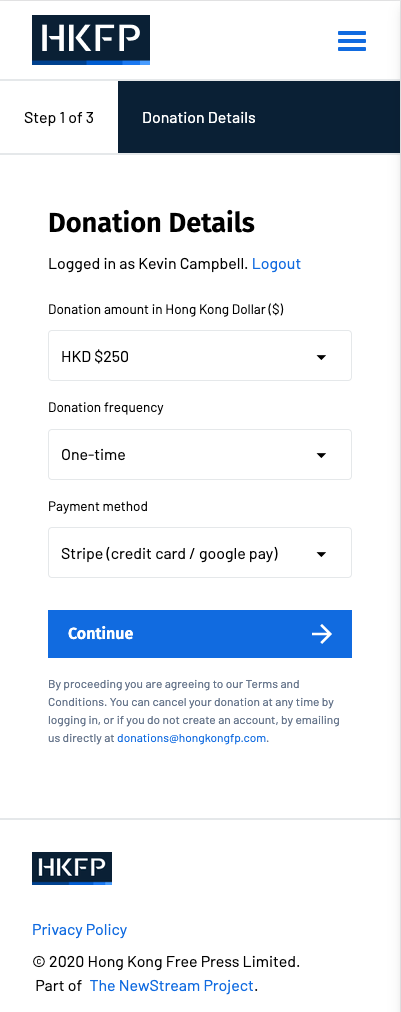 HKFP
Step 1 of 3
Donation Details
Donation Details
Logged in as Kevin Campbell. Logout
Donation amount in Hong Kong Dollar ($)
HKD $250
Donation frequency
One-time
Payment method
Stripe (credit card / google pay)
Continue
By proceeding you are agreeing to our Terms and
Conditions. You can cancel your donation at any time by
logging in, or if you do not create an account, by emailing
us directly at donations@hongkongfp.com.
HKFP
Privacy Policy
© 2020 Hong Kong Free Press Limited.
Part of The NewStream Project.